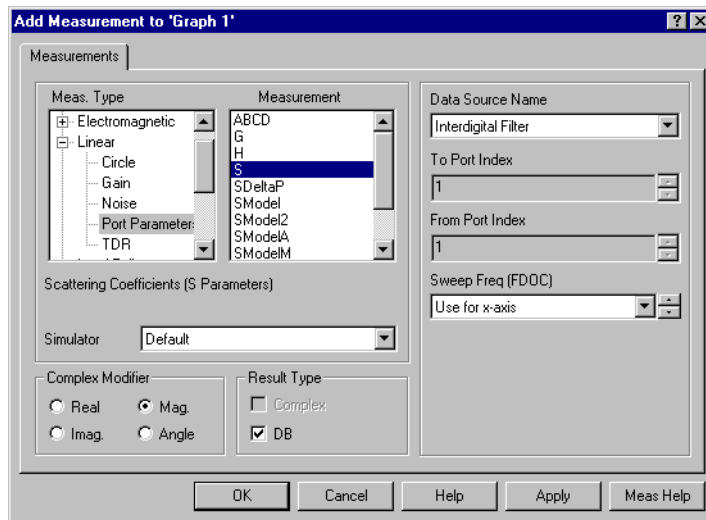 Add Measurement to 'Graph 1'
Measurements
Meas. Type
Electromagnetic
Linear
Circle
Gain
Noise
Port Parameter
TDR
Measurement
ABCD
G
H
S
SDeltaP
SModel
SModel2
SModelA
SModelM
Scattering Coefficients (S Parameters)
Simulator
Default
Complex Modifier
Real
Mag.
Imag.
Angle
Result Type
Complex
DB
Data Source Name
Interdigital Filter
To Port Index
1
From Port Index
1
Sweep Freq (FDOC)
Use for x-axis
OK
Cancel
Help
Apply
Meas Help